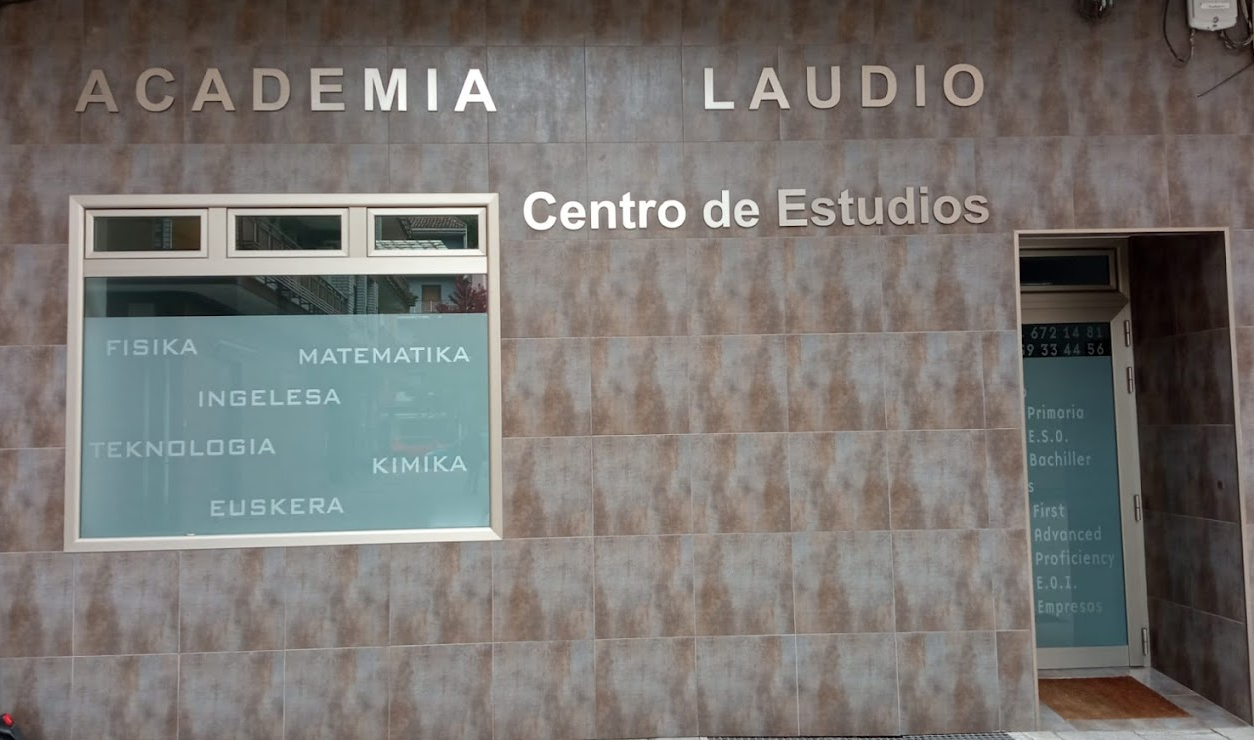 ACADEMIA LAUDIO
Centro de Estudios
FISIKA
MATEMATIKA
INGELESA
TEKNOLOGIA
KIMIKA
EUSKERA
672 14 81
33 44 56
Primaria
E.S.O.
Bachiller
First
Advanced
Proficiency
E.O.I.
Empresas